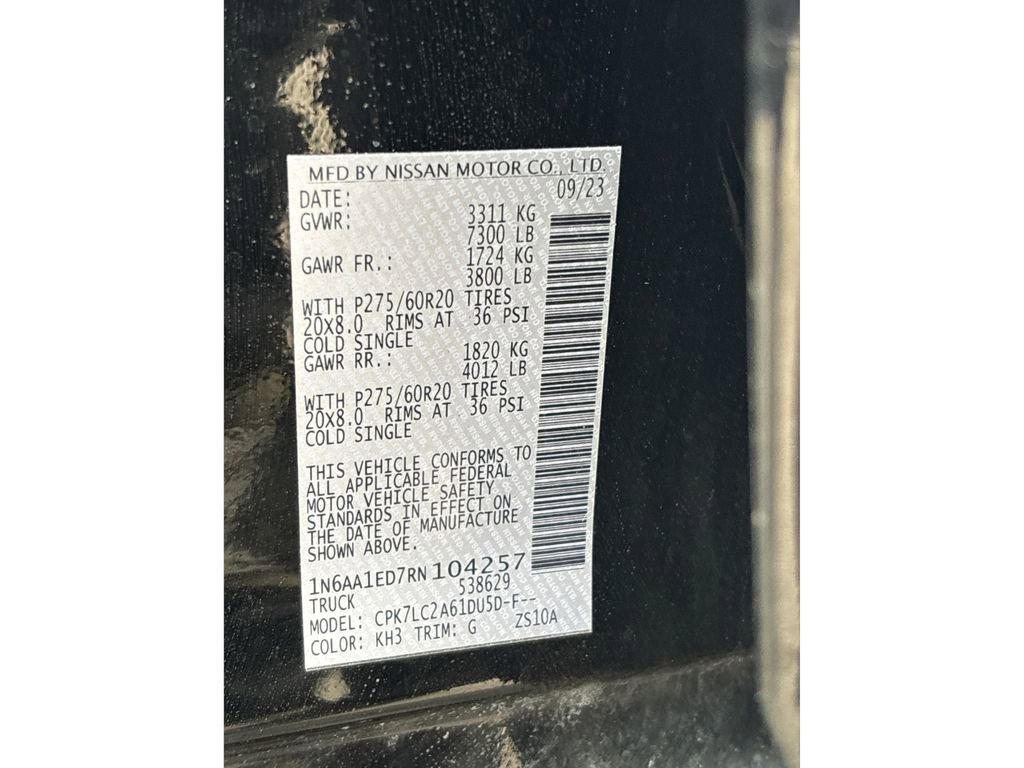 MFD BY NISSAN MOTOR CO., LTD.
DATE: 09/23
GVWR: 3311 KG
7300 LB
GAWR FR.: 1724 KG
3800 LB
WITH P275/60R20 TIRES
20X8.0 RIMS AT 36 PSI
COLD SINGLE
GAWR RR.: 1820 KG
4012 LB
WITH P275/60R20 TIRES
20X8.0 RIMS AT 36 PSI
COLD SINGLE
THIS VEHICLE CONFORMS TO
ALL APPLICABLE FEDERAL
MOTOR VEHICLE SAFETY
STANDARDS IN EFFECT ON
THE DATE OF MANUFACTURE
SHOWN ABOVE.
1N6AA1ED7RN104257
TRUCK 538629
MODEL: CPK7LC2A61DU5D-F--
COLOR: KH3 TRIM: G ZS10A